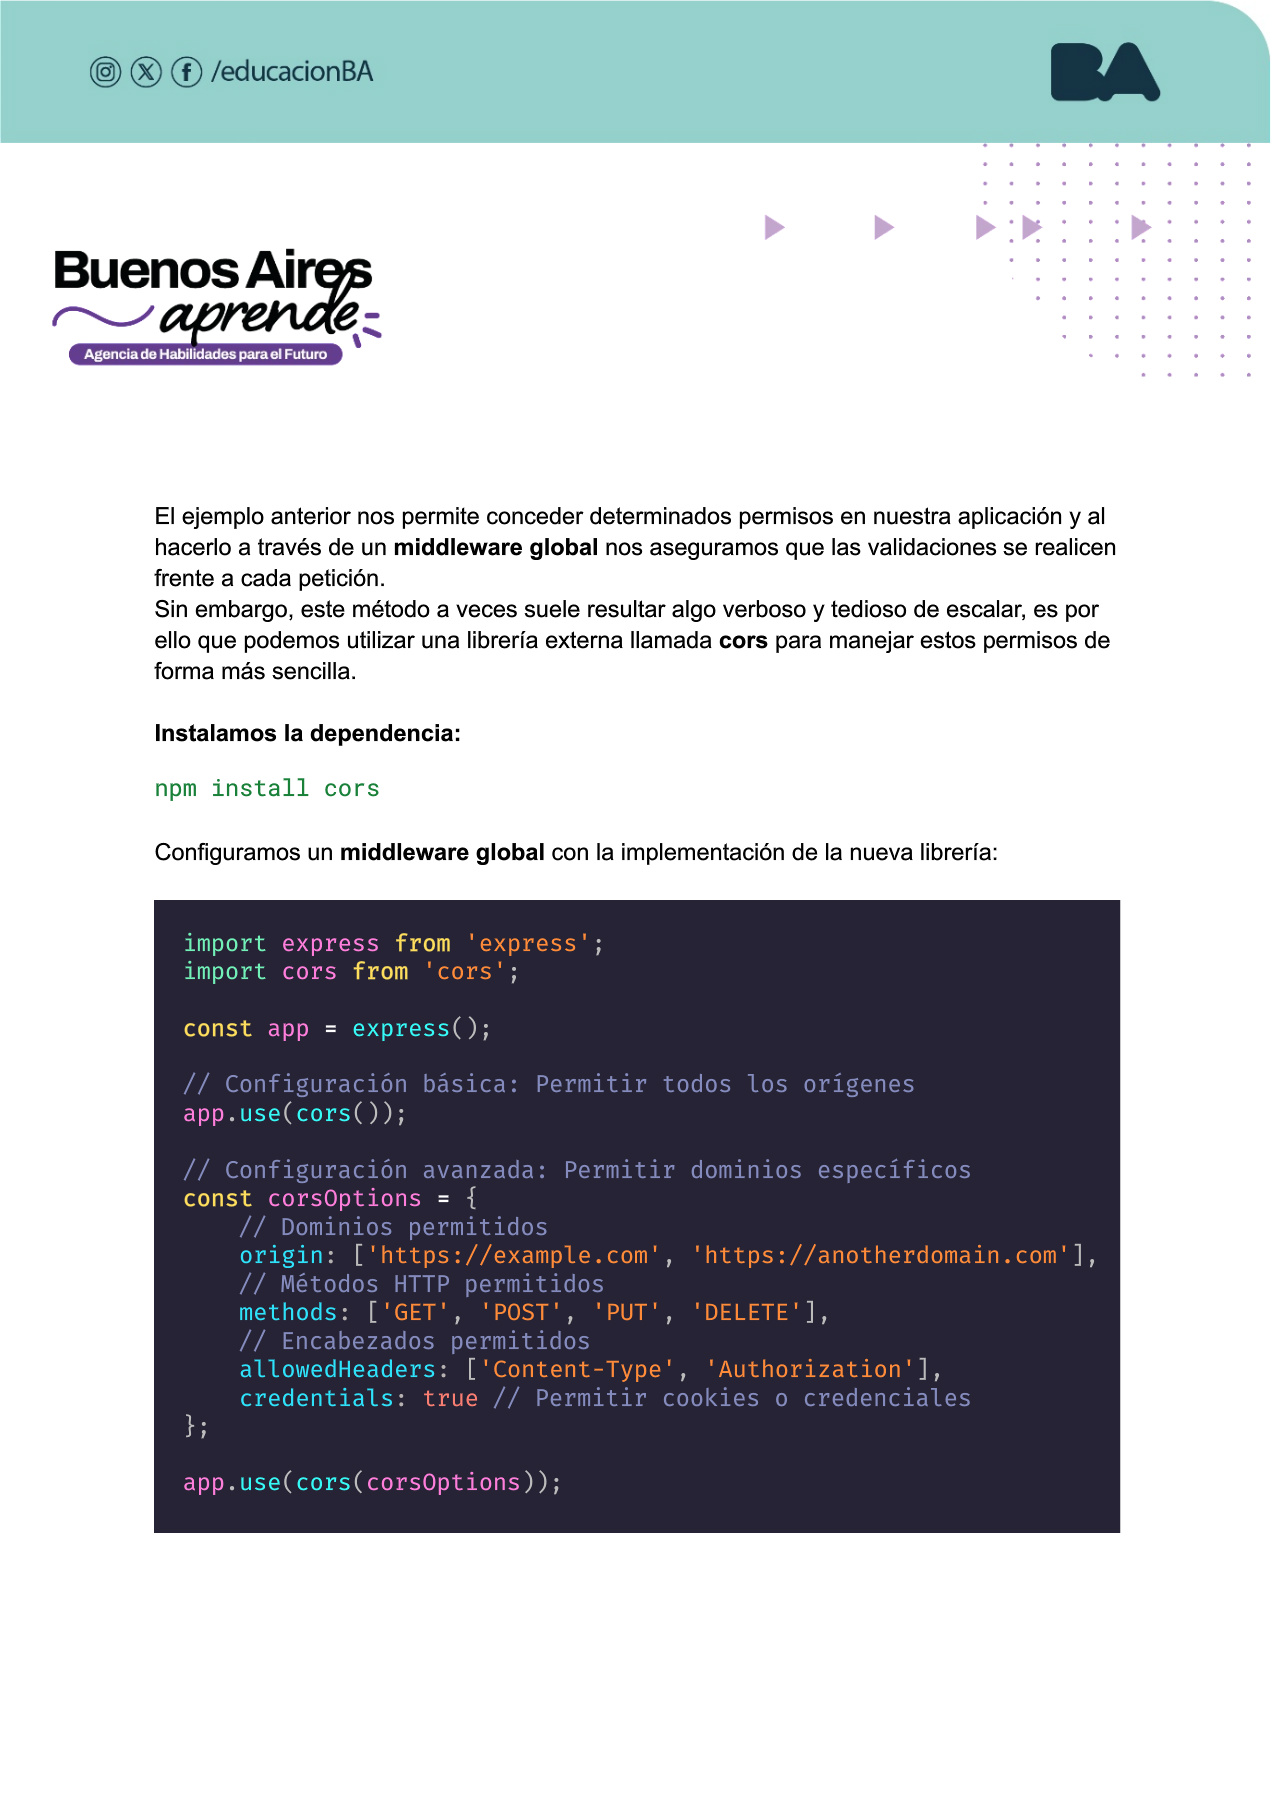 /educacionBA
BA
Buenos Aires
aprende
Agencia de Habilidades para el Futuro
El ejemplo anterior nos permite conceder determinados permisos en nuestra aplicación y al
hacerlo a través de un middleware global nos aseguramos que las validaciones se realicen
frente a cada petición.
Sin embargo, este método a veces suele resultar algo verboso y tedioso de escalar, es por
ello que podemos utilizar una librería externa llamada cors para manejar estos permisos de
forma más sencilla.
Instalamos la dependencia:
npm install cors
Configuramos un middleware global con la implementación de la nueva librería:
import express from 'express';
import cors from 'cors';
const app = express();
// Configuración básica: Permitir todos los orígenes
app.use(cors());
// Configuración avanzada: Permitir dominios específicos
const corsOptions = {
    // Dominios permitidos
    origin: ['https://example.com', 'https://anotherdomain.com'],
    // Métodos HTTP permitidos
    methods: ['GET', 'POST', 'PUT', 'DELETE'],
    // Encabezados permitidos
    allowedHeaders: ['Content-Type', 'Authorization'],
    credentials: true // Permitir cookies o credenciales
};
app.use(cors(corsOptions));